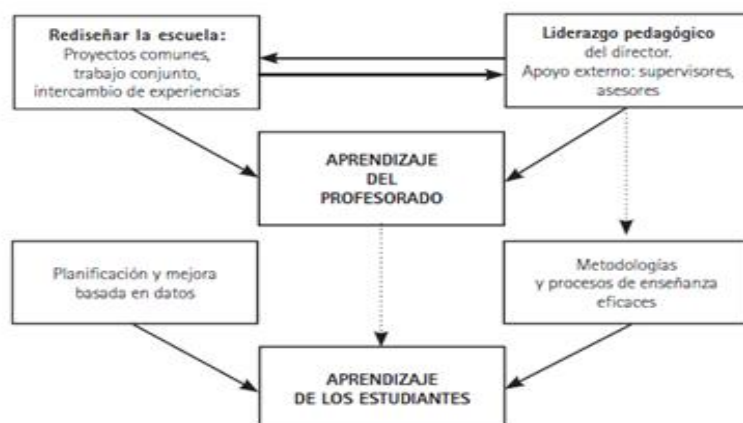 Rediseñar la escuela:
Proyectos comunes,
trabajo conjunto,
intercambio de experiencias
Liderazgo pedagógico
del director.
Apoyo externo: supervisores,
asesores
APRENDIZAJE
DEL
PROFESORADO
Planificación y mejora
basada en datos
Metodologías
y procesos de enseñanza
eficaces
APRENDIZAJE
DE LOS ESTUDIANTES